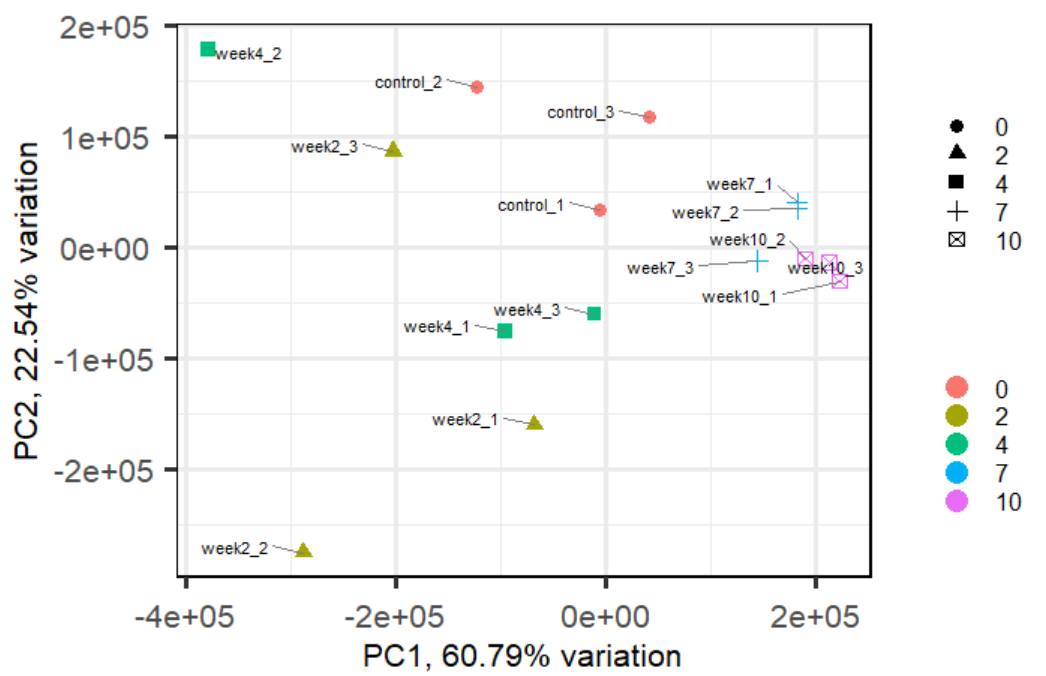 2e+05
1e+05
0e+00
-1e+05
-2e+05
PC2, 22.54% variation
week4_2
control_2
control_3
week2_3
week7_1
control_1
week7_2
week10_2
week7_3
week10_3
week10_1
week4_3
week4_1
week2_1
week2_2
-4e+05
-2e+05
0e+00
2e+05
PC1, 60.79% variation
0
2
4
7
10
0
2
4
7
10